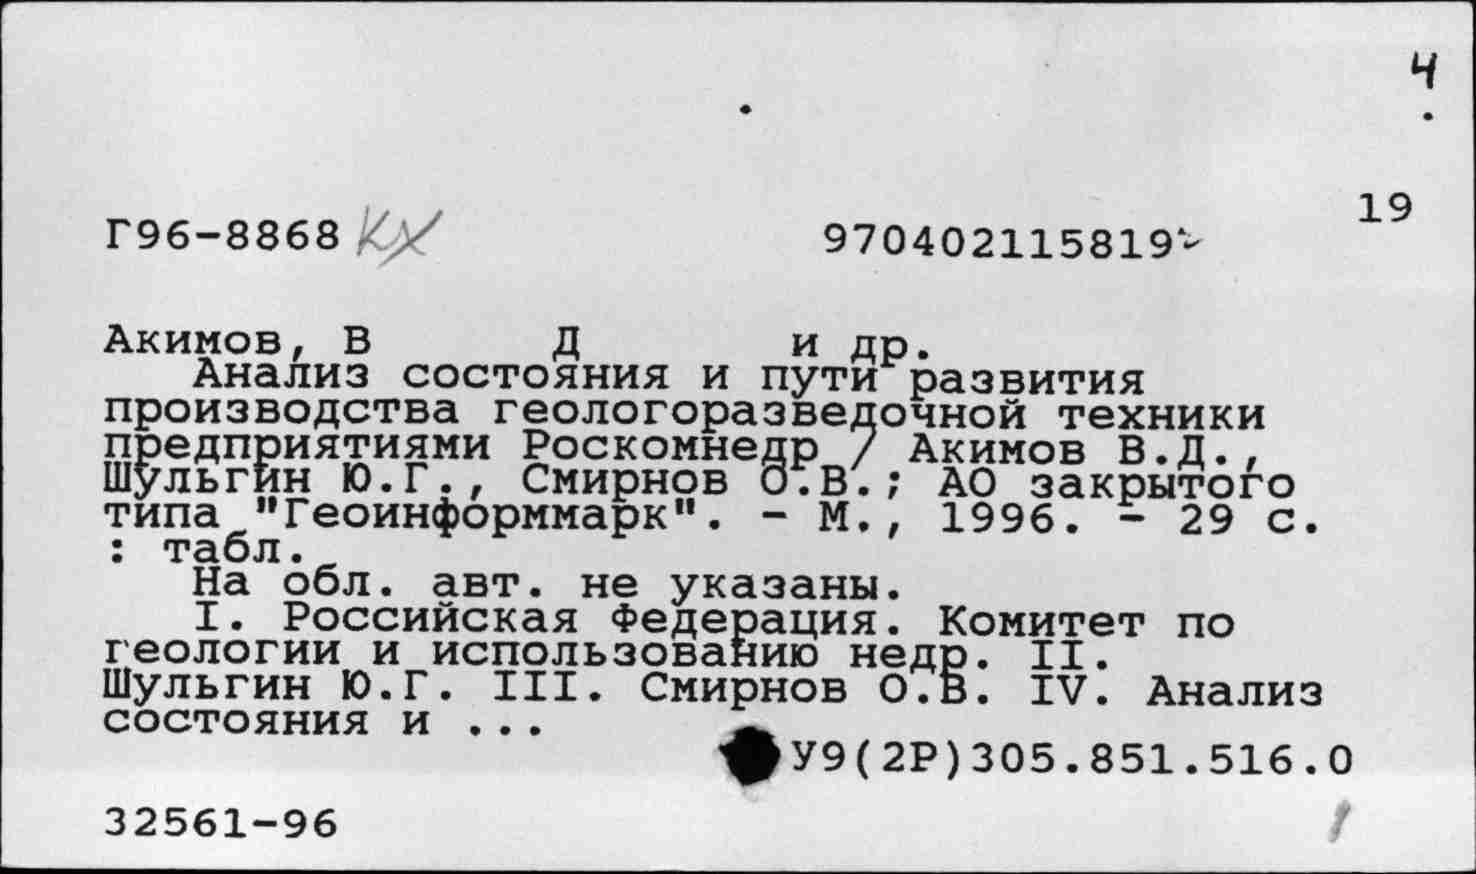 Ч
19
Г96-8868 КХ 970402115819
Акимов, В Д и др.
Анализ состояния и пути развития
производства геологоразведочной техники
предприятиями Роскомнедр / Акимов В.Д.,
Шульгин Ю.Г., Смирнов О.В.; АО закрытого
типа "Геоинформмарк". - М., 1996. - 29 с.
: табл.
На обл. авт. не указаны.
I. Российская Федерация. Комитет по
геологии и использованию недр. II.
Шульгин Ю.Г. III. Смирнов О.В. IV. Анализ
состояния и ...
У9(2Р)305.851.516.0
32561-96